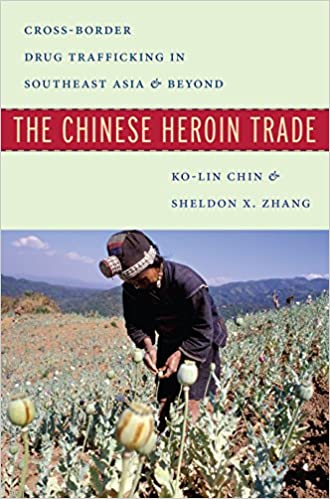 CROSS-BORDER
DRUG TRAFFICKING IN
SOUTHEAST ASIA & BEYOND
THE CHINESE HEROIN TRADE
KO-LIN CHIN &
SHELDON X. ZHANG